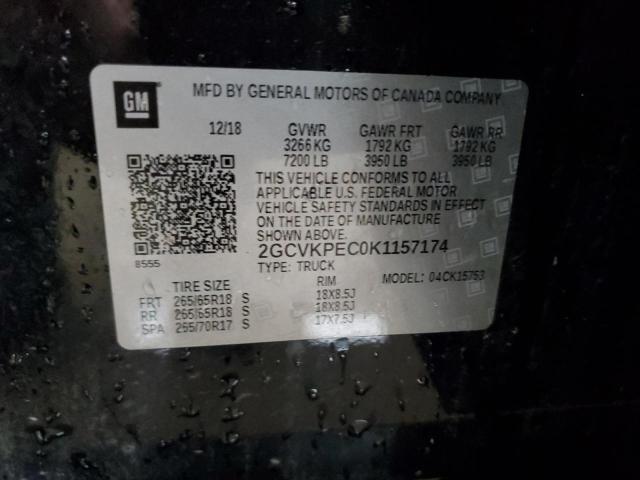 GM
MFD BY GENERAL MOTORS OF CANADA COMPANY
12/18 GVWR GAWR FRT GAWR RR
3266 KG 1792 KG 1792 KG
7200 LB 3950 LB 3950 LB
THIS VEHICLE CONFORMS TO ALL
APPLICABLE U.S. FEDERAL MOTOR
VEHICLE SAFETY STANDARDS IN EFFECT
ON THE DATE OF MANUFACTURE
SHOWN ABOVE.
8555
2GCVKPEC0K1157174
TYPE: TRUCK MODEL: 04CK15753
TIRE SIZE RIM
FRT 265/65R18 S 18X8.5J
RR 265/65R18 S 18X8.5J
SPA 255/70R17 S 17X7.5J